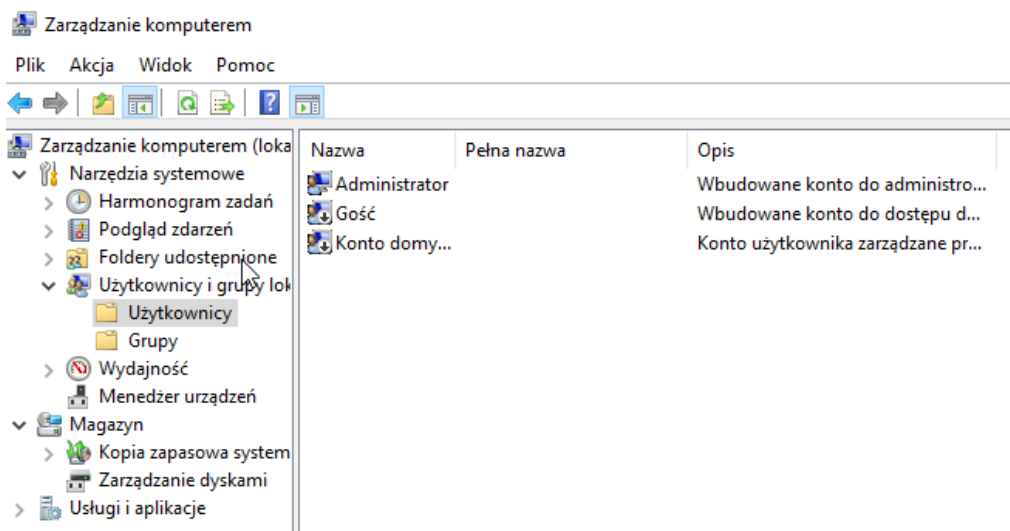 Zarządzanie komputerem
Plik Akcja Widok Pomoc
Zarządzanie komputerem (loka
Narzędzia systemowe
Harmonogram zadań
Podgląd zdarzeń
Foldery udostępnione
Użytkownicy i grupy lok
Użytkownicy
Grupy
Wydajność
Menedżer urządzeń
Magazyn
Kopia zapasowa system
Zarządzanie dyskami
Usługi i aplikacje
Nazwa Pełna nazwa Opis
Administrator Wbudowane konto do administro...
Gość Wbudowane konto do dostępu d...
Konto domy... Konto użytkownika zarządzane pr...